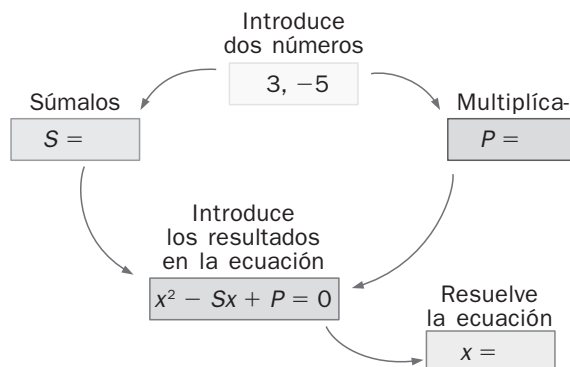 Introduce
dos números
3, −5
Súmalos
S =
Multiplíca-
P =
Introduce
los resultados
en la ecuación
x² − Sx + P = 0
Resuelve
la ecuación
x =